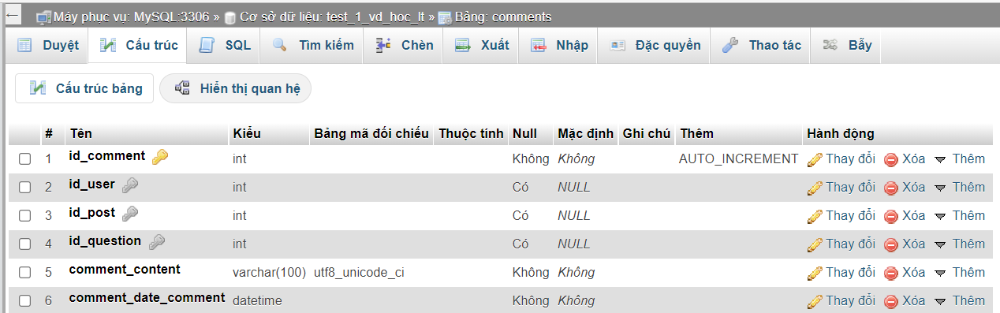 ← Máy phục vụ: MySQL:3306 » Cơ sở dữ liệu: test_1_vd_hoc_lt » Bảng: comments
Duyệt Cấu trúc SQL Tìm kiếm Chèn Xuất Nhập Đặc quyền Thao tác Bẫy
Cấu trúc bảng Hiển thị quan hệ
# Tên Kiểu Bảng mã đối chiếu Thuộc tính Null Mặc định Ghi chú Thêm Hành động
1 id_comment int Không Không AUTO_INCREMENT Thay đổi Xóa Thêm
2 id_user int Có NULL Thay đổi Xóa Thêm
3 id_post int Có NULL Thay đổi Xóa Thêm
4 id_question int Có NULL Thay đổi Xóa Thêm
5 comment_content varchar(100) utf8_unicode_ci Không Không Thay đổi Xóa Thêm
6 comment_date_comment datetime Không Không Thay đổi Xóa Thêm